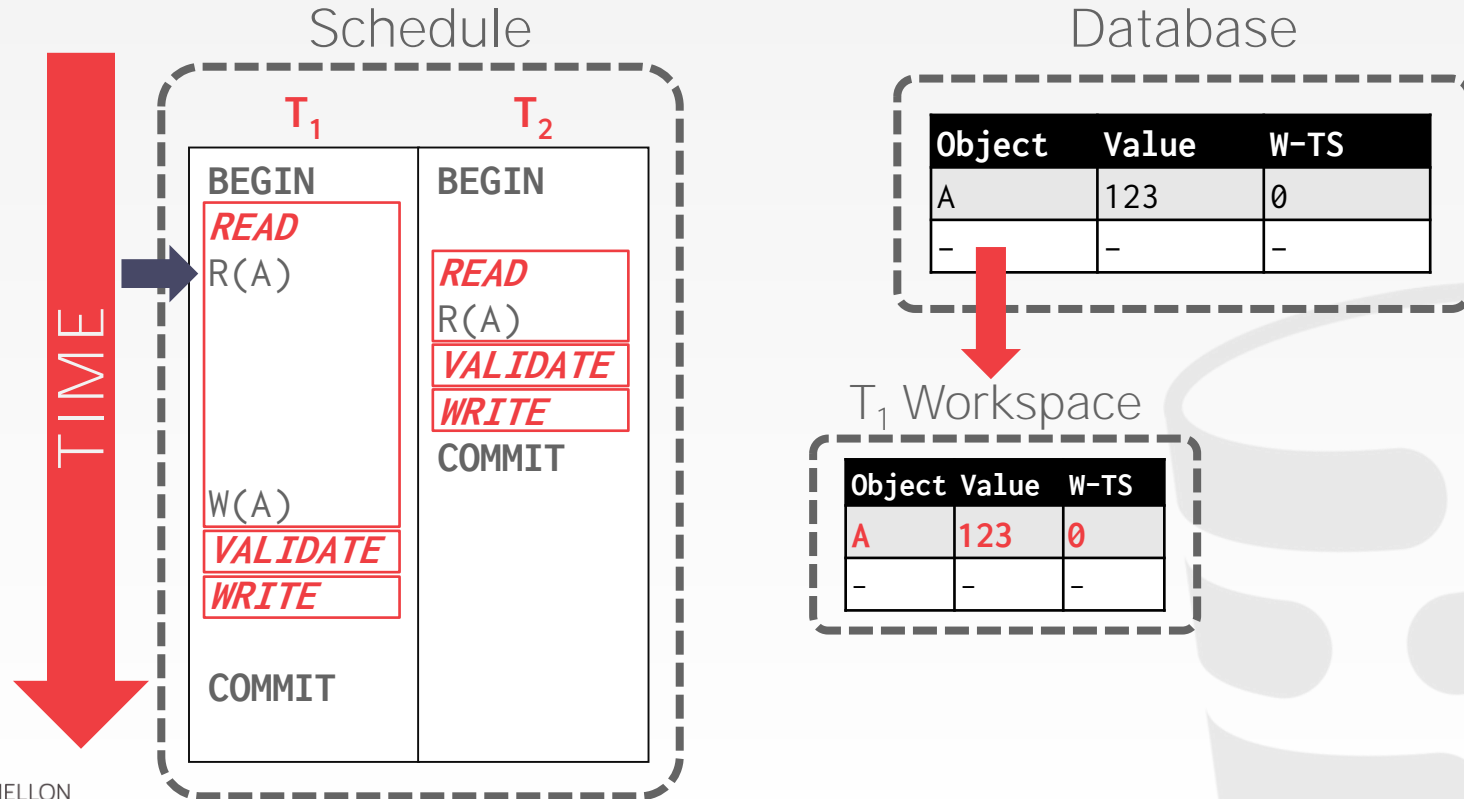 Schedule
TIME
T₁ T₂
BEGIN BEGIN
READ
R(A) READ
R(A)
VALIDATE
WRITE
COMMIT
W(A)
VALIDATE
WRITE
COMMIT
Database
Object Value W-TS
A 123 0
- - -
T₁ Workspace
Object Value W-TS
A 123 0
- - -